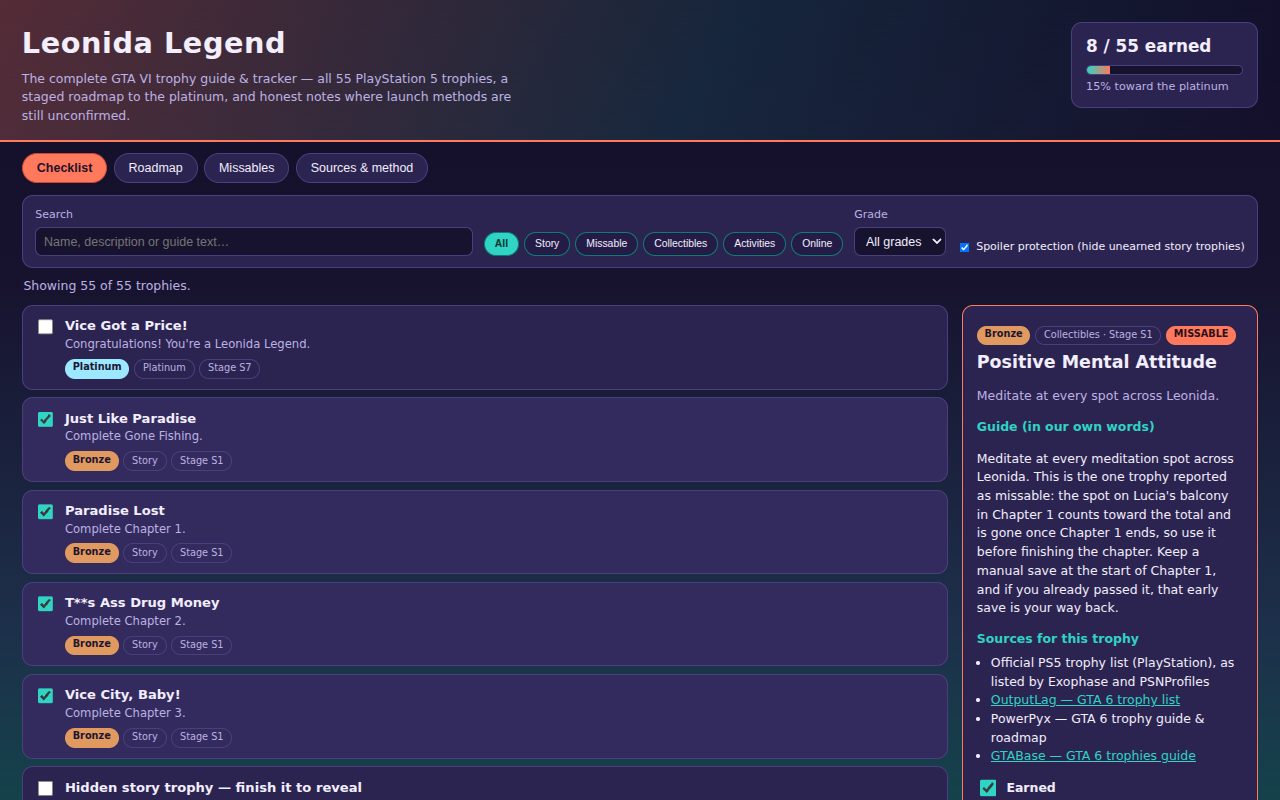 Leonida Legend
The complete GTA VI trophy guide & tracker — all 55 PlayStation 5 trophies, a
staged roadmap to the platinum, and honest notes where launch methods are
still unconfirmed.
8 / 55 earned
15% toward the platinum
Checklist
Roadmap
Missables
Sources & method
Search
Name, description or guide text…
All
Story
Missable
Collectibles
Activities
Online
Grade
All grades
Spoiler protection (hide unearned story trophies)
Showing 55 of 55 trophies.
Vice Got a Price!
Congratulations! You're a Leonida Legend.
Platinum
Platinum
Stage S7
Just Like Paradise
Complete Gone Fishing.
Bronze
Story
Stage S1
Paradise Lost
Complete Chapter 1.
Bronze
Story
Stage S1
T**s Ass Drug Money
Complete Chapter 2.
Bronze
Story
Stage S1
Vice City, Baby!
Complete Chapter 3.
Bronze
Story
Stage S1
Hidden story trophy — finish it to reveal
Bronze
Collectibles · Stage S1
MISSABLE
Positive Mental Attitude
Meditate at every spot across Leonida.
Guide (in our own words)
Meditate at every meditation spot across
Leonida. This is the one trophy reported
as missable: the spot on Lucia's balcony
in Chapter 1 counts toward the total and
is gone once Chapter 1 ends, so use it
before finishing the chapter. Keep a
manual save at the start of Chapter 1,
and if you already passed it, that early
save is your way back.
Sources for this trophy
Official PS5 trophy list (PlayStation), as
listed by Exophase and PSNProfiles
OutputLag — GTA 6 trophy list
PowerPyx — GTA 6 trophy guide &
roadmap
GTABase — GTA 6 trophies guide
Earned